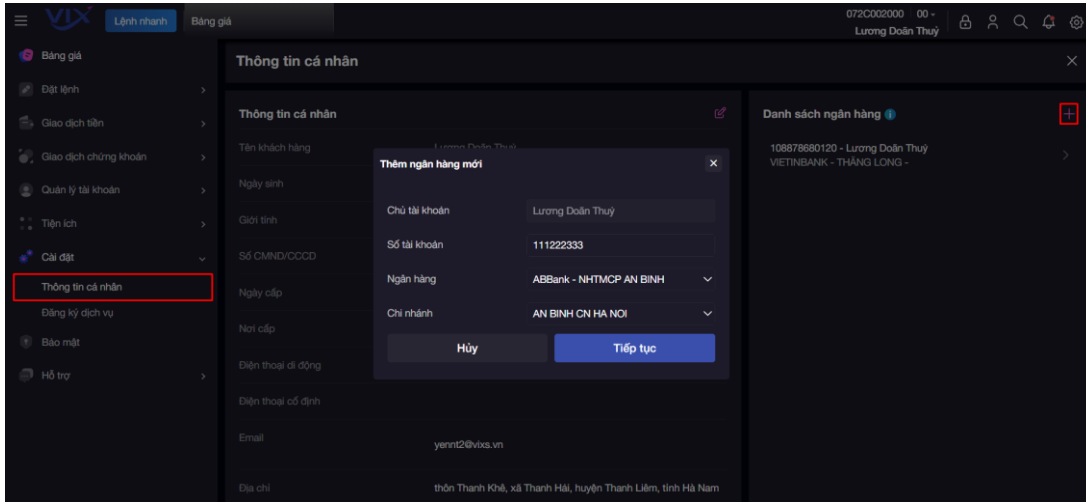 VIX
Lệnh nhanh
Bảng giá
072C002000 00 -
Lương Doãn Thuỳ
Bảng giá
Đặt lệnh
Giao dịch tiền
Giao dịch chứng khoán
Quản lý tài khoản
Tiện ích
Cài đặt
Thông tin cá nhân
Đăng ký dịch vụ
Bảo mật
Hỗ trợ
Thông tin cá nhân
Thông tin cá nhân
Tên khách hàng
Lương Doãn Thuỳ
Ngày sinh
Giới tính
Số CMND/CCCD
Ngày cấp
Nơi cấp
Điện thoại di động
Điện thoại cố định
Email
yennt2@vixs.vn
Địa chỉ
thôn Thanh Khê, xã Thanh Hải, huyện Thanh Liêm, tỉnh Hà Nam
Thêm ngân hàng mới
Chủ tài khoản
Lương Doãn Thuỳ
Số tài khoản
111222333
Ngân hàng
ABBank - NHTMCP AN BINH
Chi nhánh
AN BINH CN HA NOI
Hủy
Tiếp tục
Danh sách ngân hàng
108878680120 - Lương Doãn Thuỳ
VIETINBANK - THĂNG LONG -